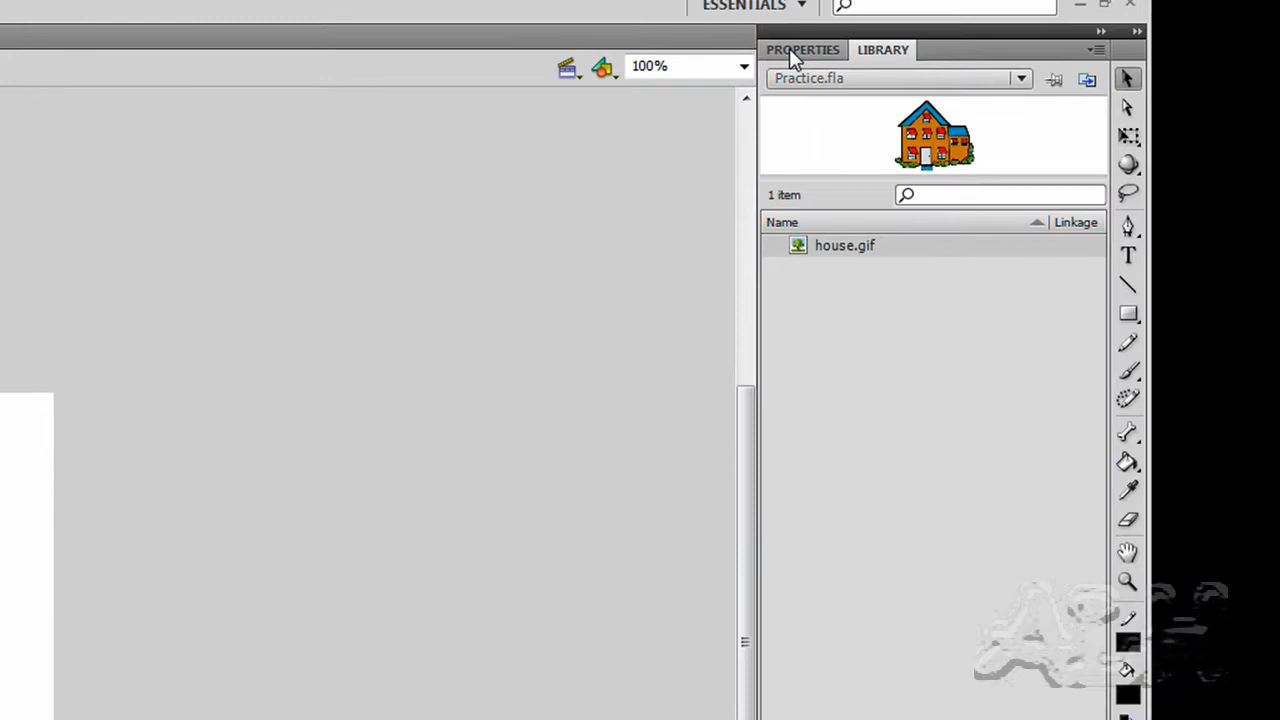 ESSENTIALS
PROPERTIES LIBRARY
100%
Practice.fla
1 item
Name Linkage
house.gif
T